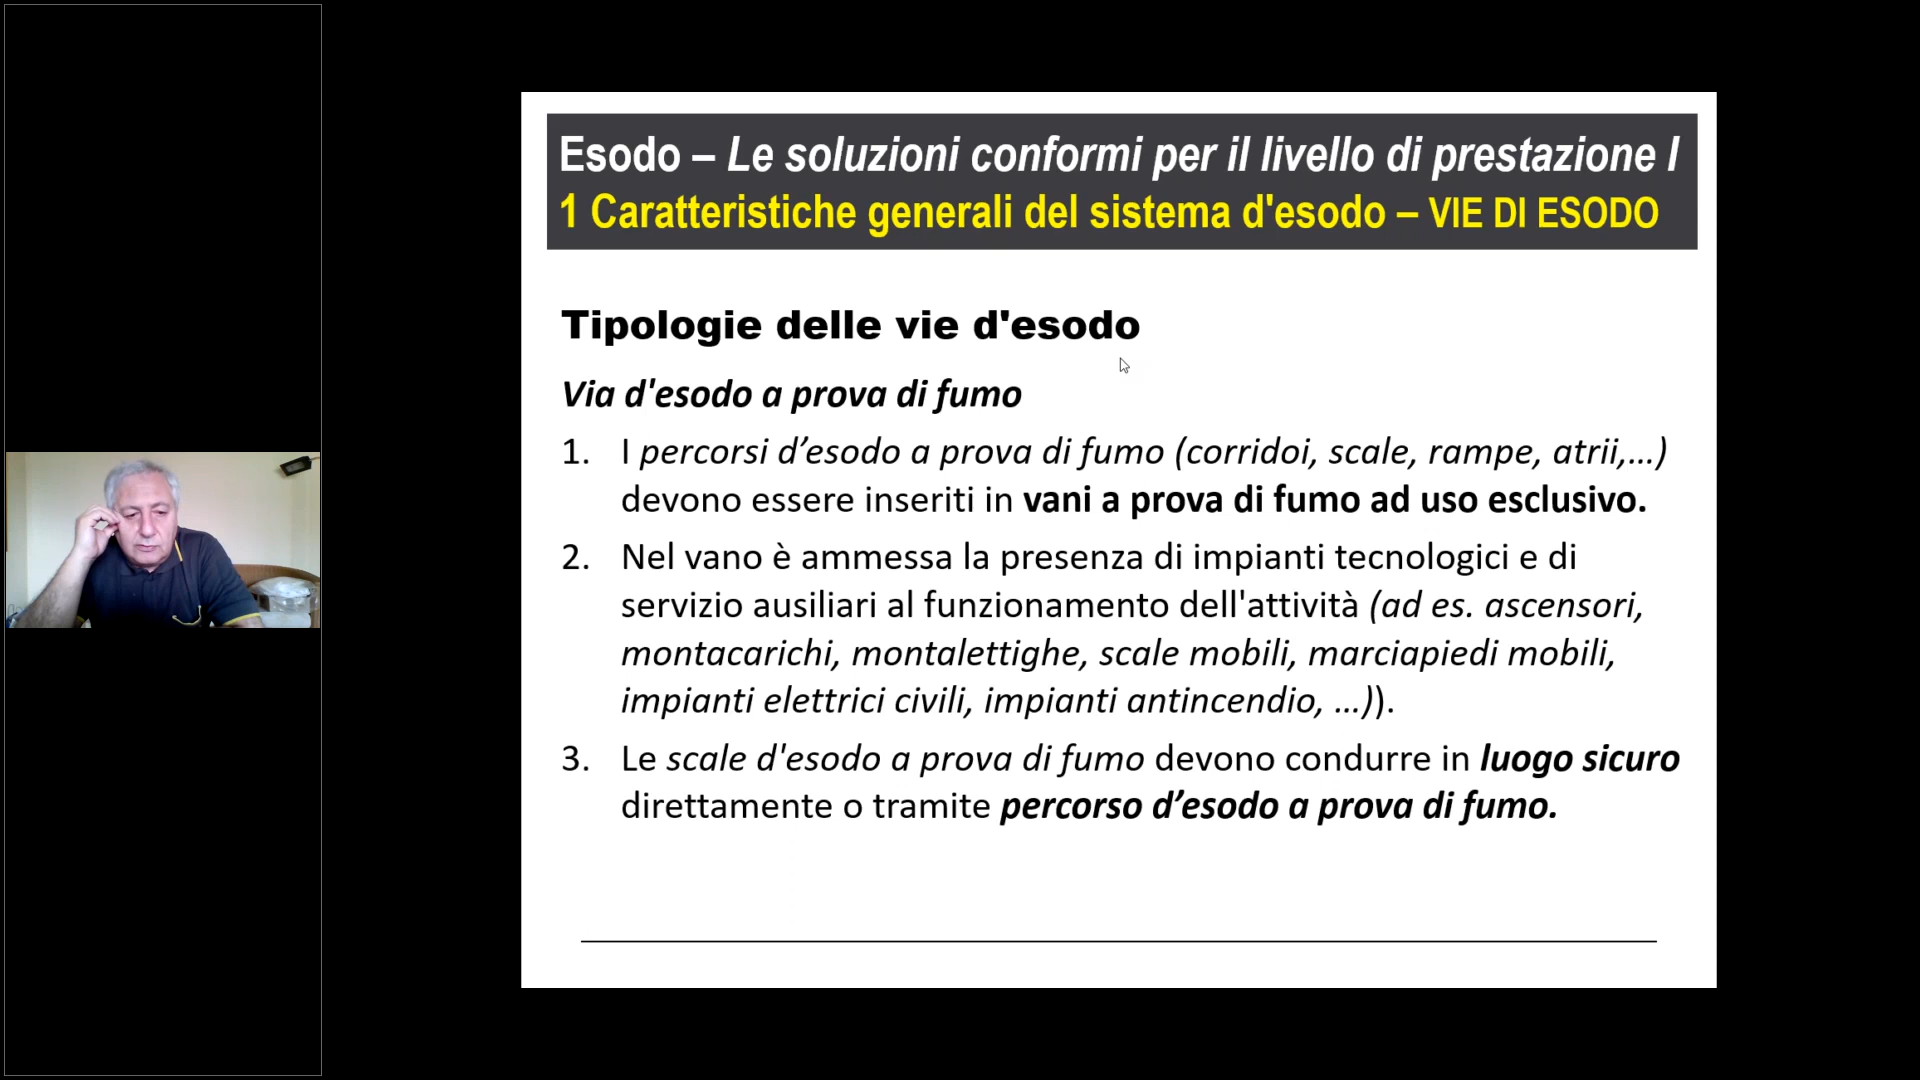 Esodo – Le soluzioni conformi per il livello di prestazione I
1 Caratteristiche generali del sistema d'esodo – VIE DI ESODO
Tipologie delle vie d'esodo
Via d'esodo a prova di fumo
1. I percorsi d’esodo a prova di fumo (corridoi, scale, rampe, atrii,…)
devono essere inseriti in vani a prova di fumo ad uso esclusivo.
2. Nel vano è ammessa la presenza di impianti tecnologici e di
servizio ausiliari al funzionamento dell'attività (ad es. ascensori,
montacarichi, montalettighe, scale mobili, marciapiedi mobili,
impianti elettrici civili, impianti antincendio, …)).
3. Le scale d'esodo a prova di fumo devono condurre in luogo sicuro
direttamente o tramite percorso d’esodo a prova di fumo.